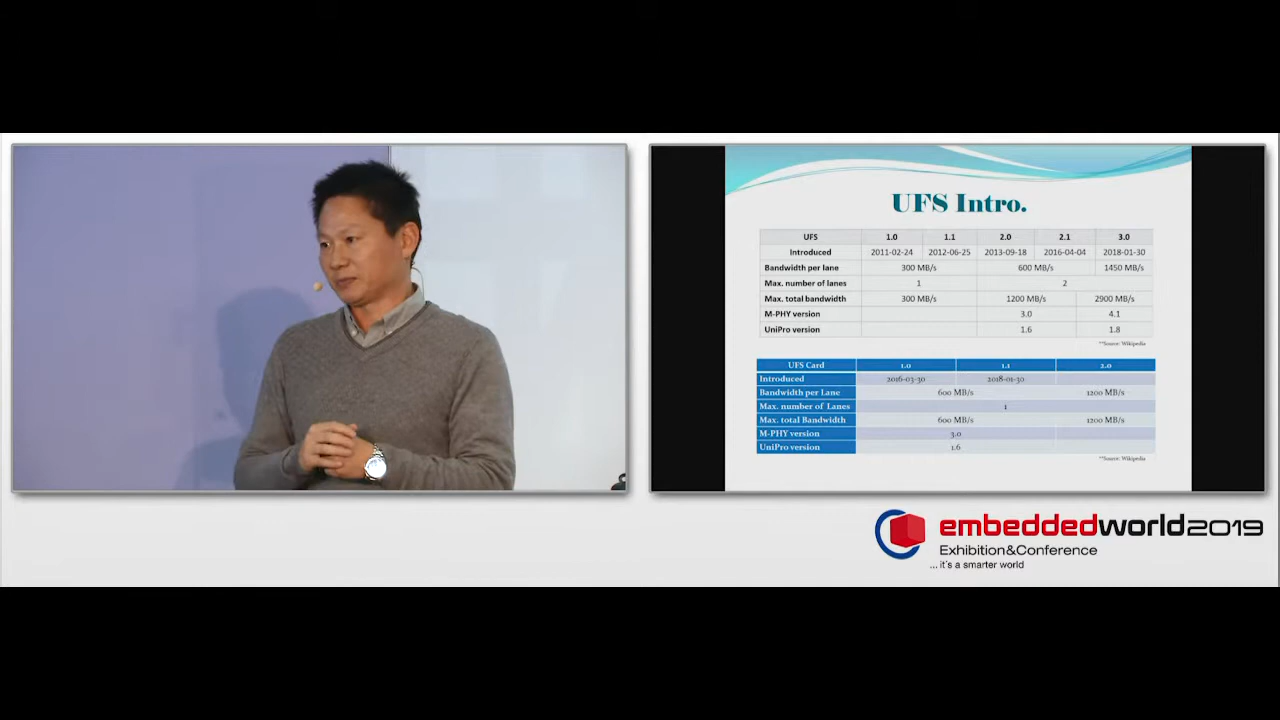 UFS Intro.
UFS 1.0 1.1 2.0 2.1 3.0
Introduced 2011-02-24 2012-06-25 2013-09-18 2016-04-04 2018-01-30
Bandwidth per lane 300 MB/s 600 MB/s 1450 MB/s
Max. number of lanes 1 2
Max. total bandwidth 300 MB/s 1200 MB/s 2900 MB/s
M-PHY version 3.0 4.1
UniPro version 1.6 1.8
**Source: Wikipedia
UFS Card 1.0 1.1 2.0
Introduced 2016-03-30 2018-01-30
Bandwidth per Lane 600 MB/s 1200 MB/s
Max. number of Lanes 1
Max. total Bandwidth 600 MB/s 1200 MB/s
M-PHY version 3.0
UniPro version 1.6
**Source: Wikipedia
embeddedworld2019
Exhibition&Conference
... it's a smarter world